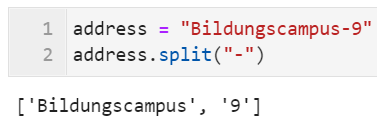 1 address = "Bildungscampus-9"
2 address.split("-")
['Bildungscampus', '9']